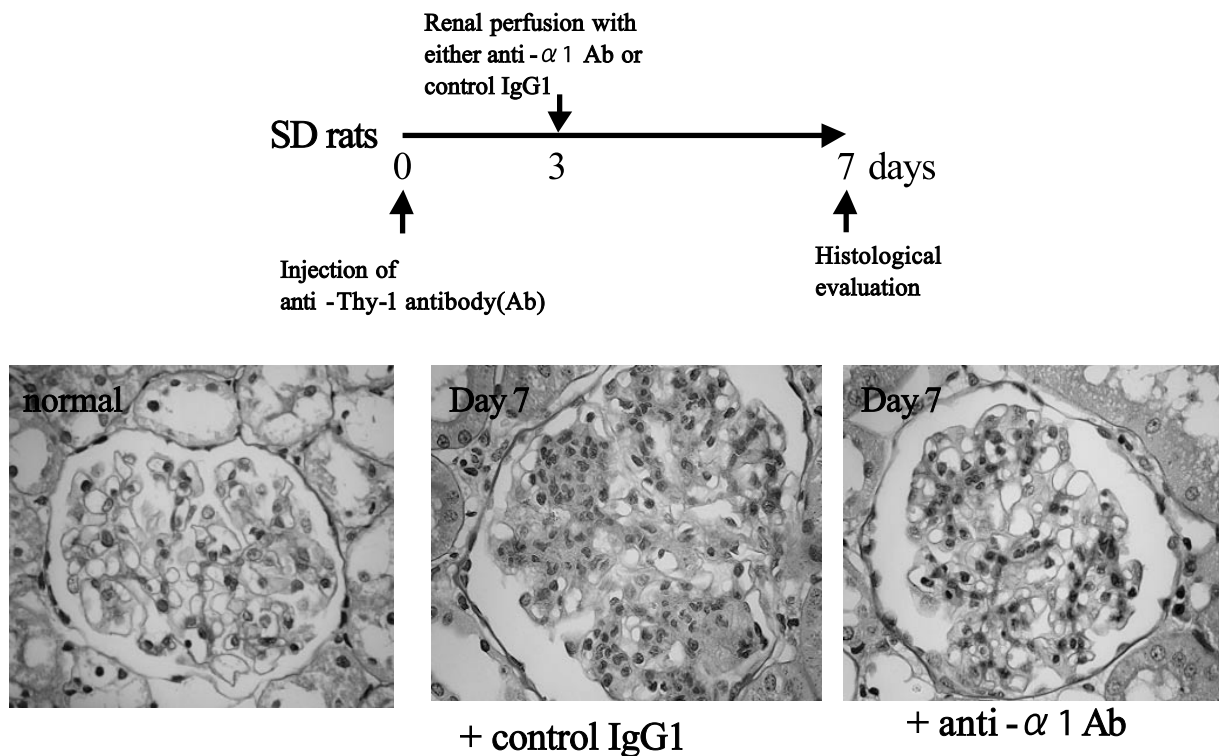 Renal perfusion with
either anti-α1 Ab or
control IgG1
SD rats
0 3 7 days
Injection of
anti -Thy-1 antibody(Ab)
Histological
evaluation
normal
Day 7
Day 7
+ control IgG1
+ anti-α1 Ab